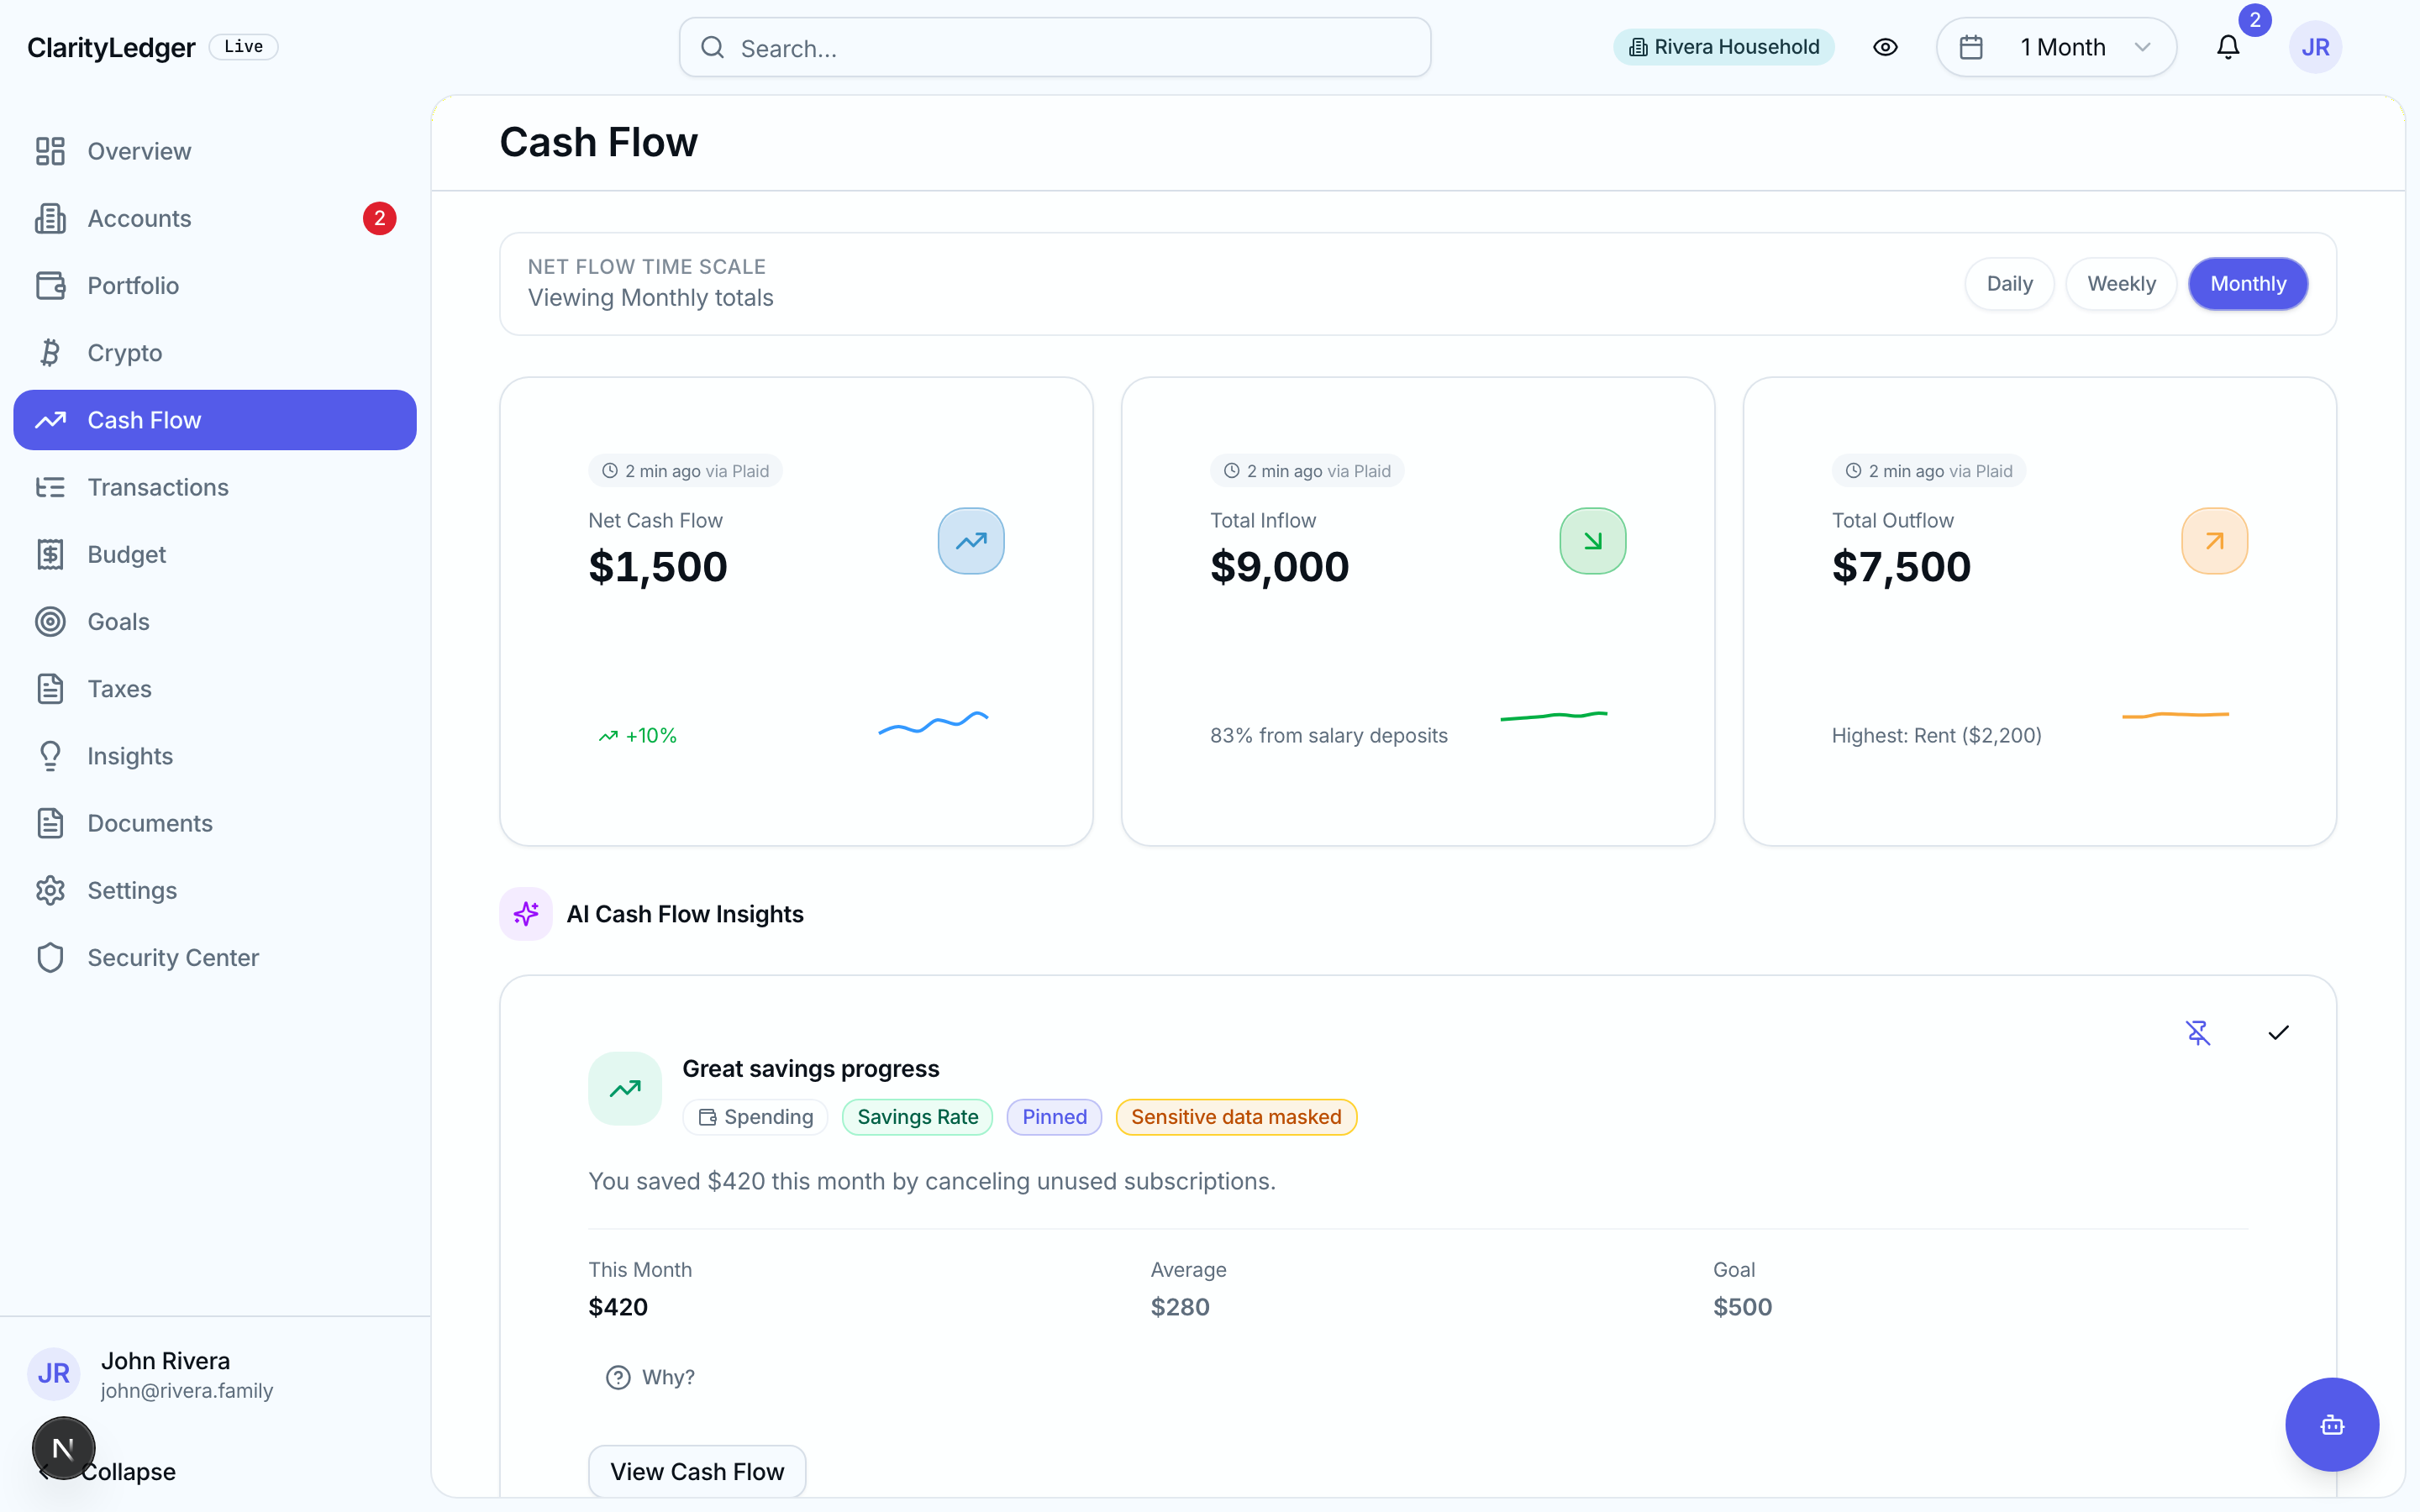 ClarityLedger Live
Search...
Rivera Household
1 Month
2
JR
Overview
Accounts 2
Portfolio
Crypto
Cash Flow
Transactions
Budget
Goals
Taxes
Insights
Documents
Settings
Security Center
John Rivera
JR
john@rivera.family
N
Collapse
Cash Flow
NET FLOW TIME SCALE
Viewing Monthly totals
Daily Weekly Monthly
2 min ago via Plaid
Net Cash Flow
$1,500
+10%
2 min ago via Plaid
Total Inflow
$9,000
83% from salary deposits
2 min ago via Plaid
Total Outflow
$7,500
Highest: Rent ($2,200)
AI Cash Flow Insights
Great savings progress
Spending Savings Rate Pinned Sensitive data masked
You saved $420 this month by canceling unused subscriptions.
This Month Average Goal
$420 $280 $500
Why?
View Cash Flow